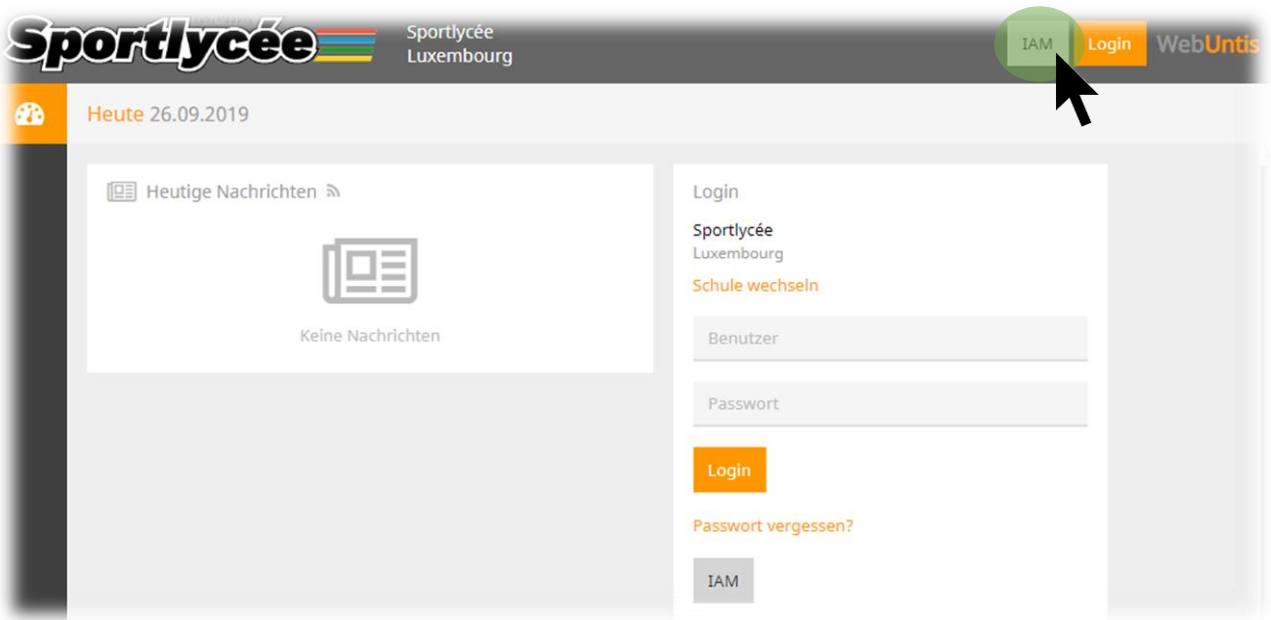 Sportlycée
Sportlycée
Luxembourg
IAM
Login
WebUntis
Heute 26.09.2019
Heutige Nachrichten
Keine Nachrichten
Login
Sportlycée
Luxembourg
Schule wechseln
Benutzer
Passwort
Login
Passwort vergessen?
IAM